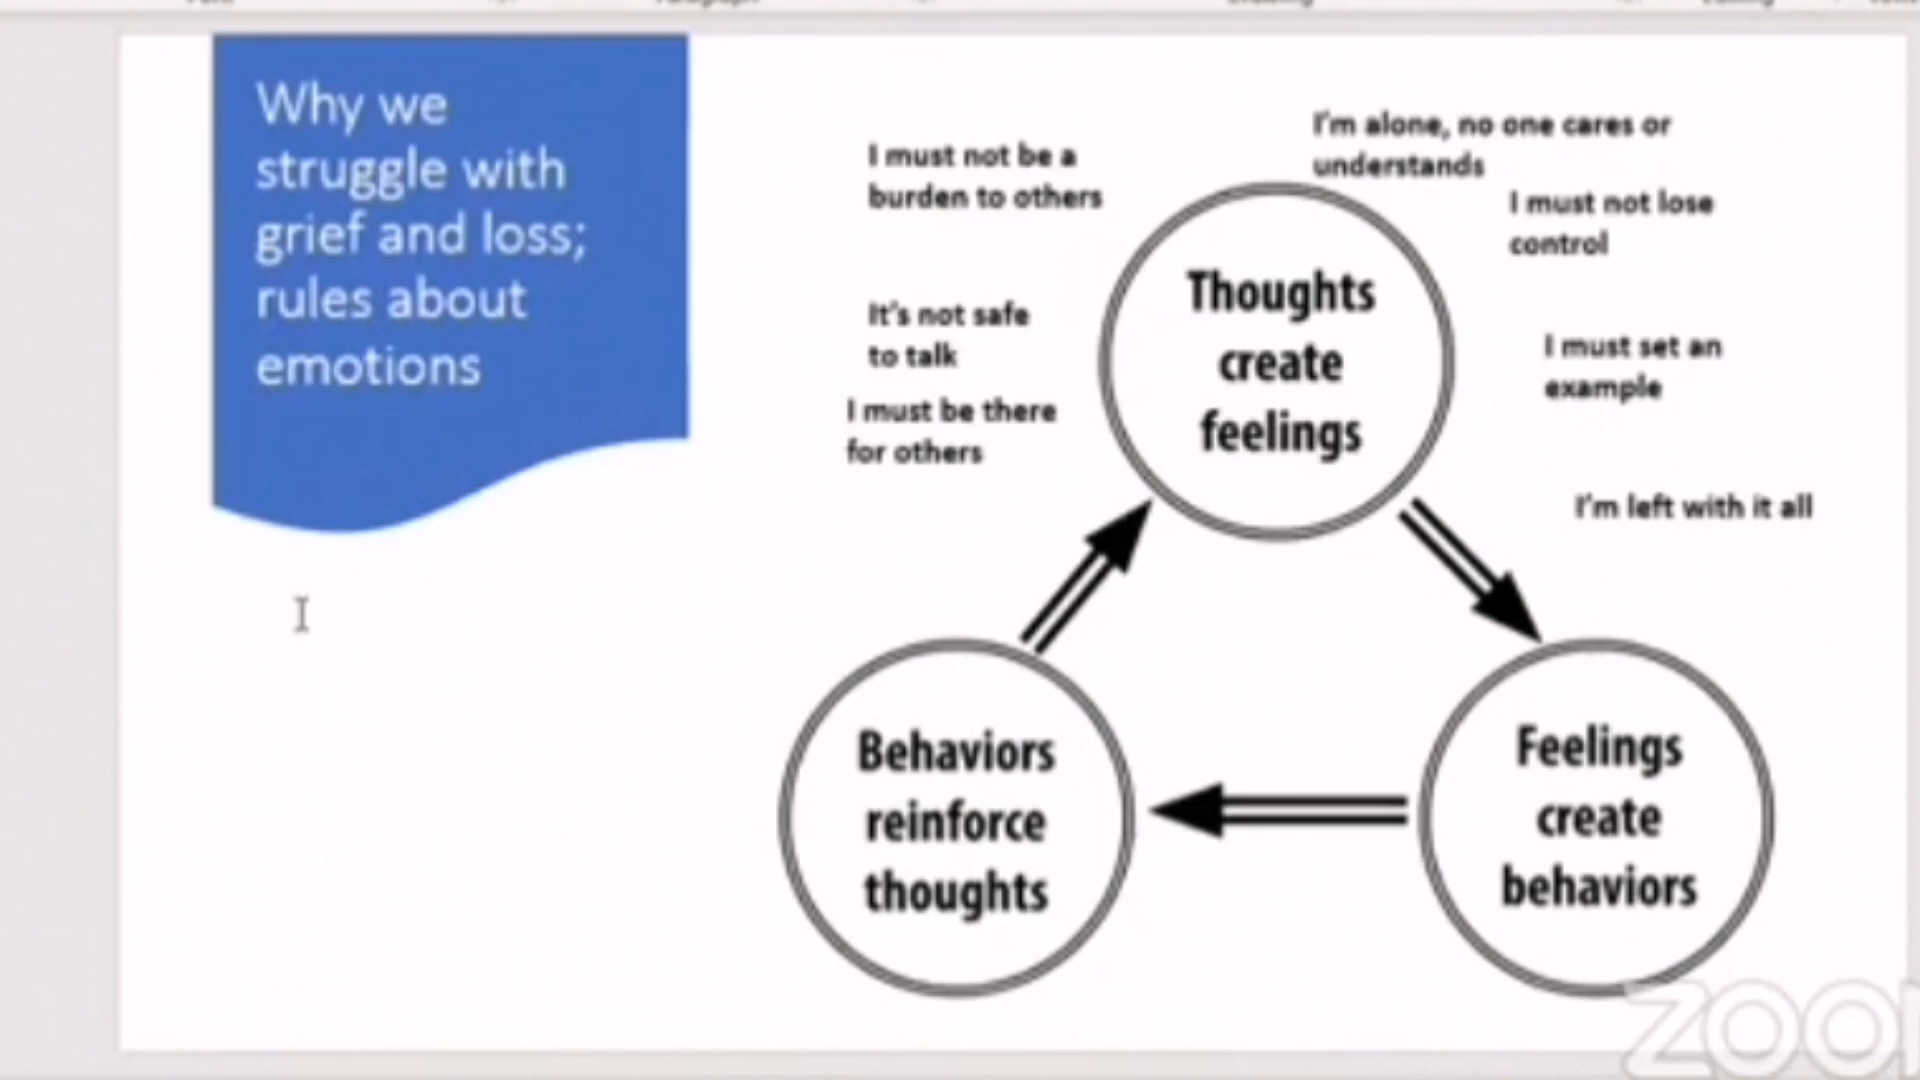 Why we
struggle with
grief and loss;
rules about
emotions
I must not be a
burden to others
I'm alone, no one cares or
understands
I must not lose
control
It's not safe
to talk
I must be there
for others
I must set an
example
I'm left with it all
Thoughts
create
feelings
Behaviors
reinforce
thoughts
Feelings
create
behaviors